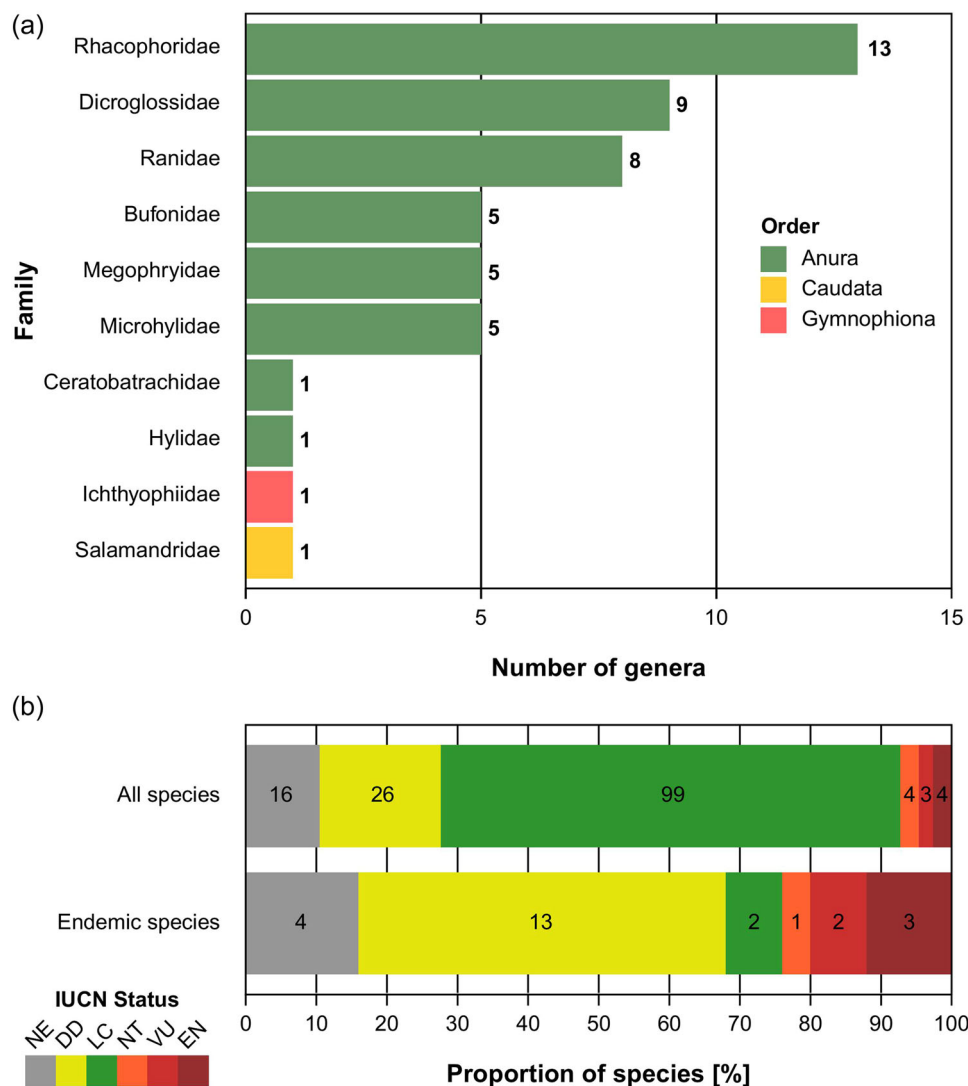 (a)
Family
Rhacophoridae 13
Dicroglossidae 9
Ranidae 8
Bufonidae 5
Megophryidae 5
Microhylidae 5
Ceratobatrachidae 1
Hylidae 1
Ichthyophiidae 1
Salamandridae 1
Order
Anura
Caudata
Gymnophiona
0 5 10 15
Number of genera
(b)
All species 16 26 99 4 3 4
Endemic species 4 13 2 1 2 3
0 10 20 30 40 50 60 70 80 90 100
Proportion of species [%]
IUCN Status
NE DD LC NT VU EN